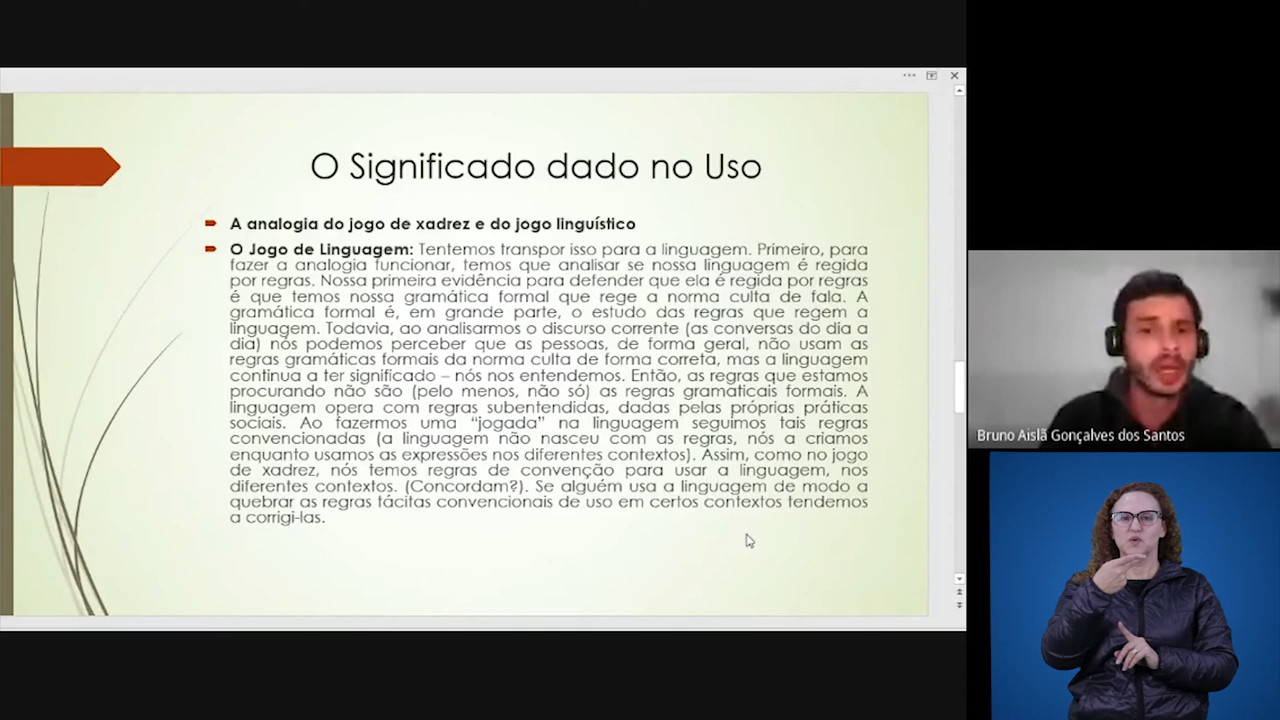 O Significado dado no Uso
A analogia do jogo de xadrez e do jogo linguístico
O Jogo de Linguagem: Tentemos transpor isso para a linguagem. Primeiro, para
fazer a analogia funcionar, temos que analisar se nossa linguagem é regida
por regras. Nossa primeira evidência para defender que ela é regida por regras
é que temos nossa gramática formal que rege a norma culta de fala. A
gramática formal é, em grande parte, o estudo das regras que regem a
linguagem. Todavia, ao analisarmos o discurso corrente (as conversas do dia a
dia) nós podemos perceber que as pessoas, de forma geral, não usam as
regras gramáticas formais da norma culta de forma correta, mas a linguagem
continua a ter significado – nós nos entendemos. Então, as regras que estamos
procurando não são (pelo menos, não só) as regras gramaticais formais. A
linguagem opera com regras subentendidas, dadas pelas próprias práticas
sociais. Ao fazermos uma “jogada” na linguagem seguimos tais regras
convencionadas (a linguagem não nasceu com as regras, nós a criamos
enquanto usamos as expressões nos diferentes contextos). Assim, como no jogo
de xadrez, nós temos regras de convenção para usar a linguagem, nos
diferentes contextos. (Concordam?). Se alguém usa a linguagem de modo a
quebrar as regras tácitas convencionais de uso em certos contextos tendemos
a corrigi-las.
Bruno Aislã Gonçalves dos Santos